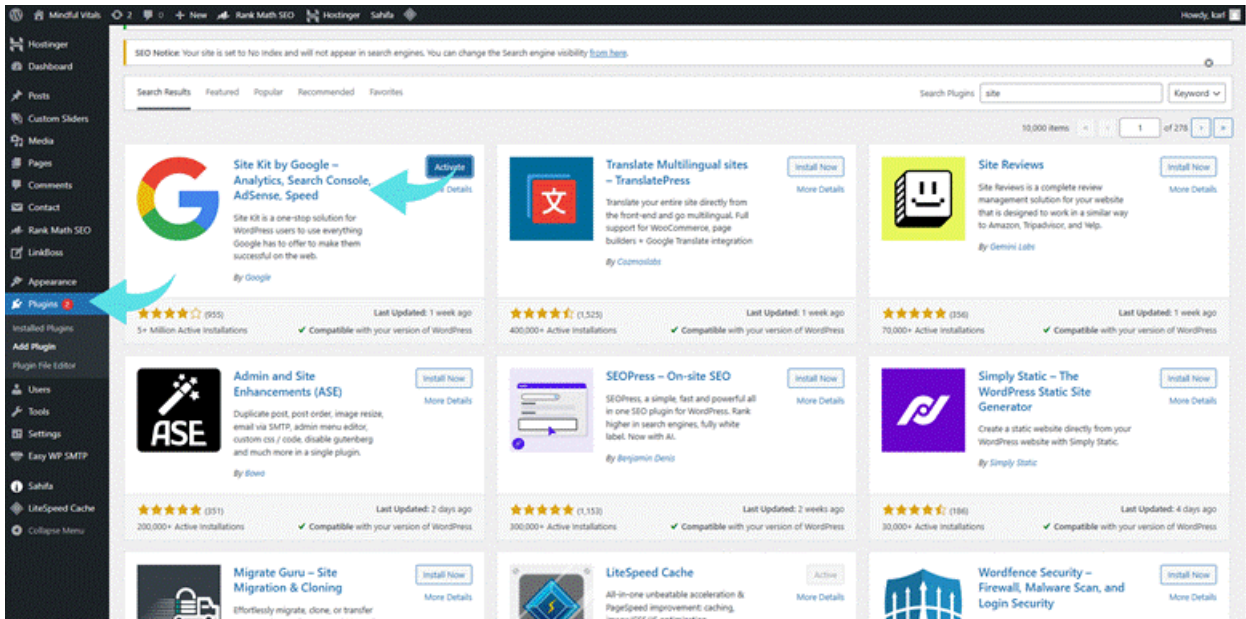 Mindful Vitals 2 0 + New Rank Math SEO Hostinger Sahifa Howdy, karl
Hostinger
Dashboard
Posts
Custom Sliders
Media
Pages
Comments
Contact
Rank Math SEO
LinkBoss
Appearance
Plugins 2
Installed Plugins
Add Plugin
Plugin File Editor
Users
Tools
Settings
Easy WP SMTP
Sahifa
LiteSpeed Cache
Collapse Menu
SEO Notice: Your site is set to No Index and will not appear in search engines. You can change the Search engine visibility from here.
Search Results Featured Popular Recommended Favorites Search Plugins site Keyword
10,000 items « ‹ 1 of 278 › »
Site Kit by Google –
Analytics, Search Console,
AdSense, Speed
Activate
Details
Site Kit is a one-stop solution for
WordPress users to use everything
Google has to offer to make them
successful on the web.
By Google
(955) Last Updated: 1 week ago
5+ Million Active Installations ✔ Compatible with your version of WordPress
文
Translate Multilingual sites
– TranslatePress
Install Now
More Details
Translate your entire site directly from
the front-end and go multilingual. Full
support for WooCommerce, page
builders + Google Translate integration
By Cozmoslabs
(1,525) Last Updated: 1 week ago
400,000+ Active Installations ✔ Compatible with your version of WordPress
Site Reviews
Install Now
More Details
Site Reviews is a complete review
management solution for your website
that is designed to work in a similar way
to Amazon, Tripadvisor, and Yelp.
By Gemini Labs
(356) Last Updated: 1 week ago
70,000+ Active Installations ✔ Compatible with your version of WordPress
ASE
Admin and Site
Enhancements (ASE)
Install Now
More Details
Duplicate post, post order, image resize,
email via SMTP, admin menu editor,
custom css / code, disable gutenberg
and much more in a single plugin.
By Bowo
(351) Last Updated: 2 days ago
200,000+ Active Installations ✔ Compatible with your version of WordPress
SEOPress – On-site SEO
Install Now
More Details
SEOPress, a simple, fast and powerful all
in one SEO plugin for WordPress. Rank
higher in search engines, fully white
label. Now with AI.
By Benjamin Denis
(1,153) Last Updated: 2 weeks ago
300,000+ Active Installations ✔ Compatible with your version of WordPress
Simply Static – The
WordPress Static Site
Generator
Install Now
More Details
Create a static website directly from your
WordPress website with Simply Static.
By Simply Static
(186) Last Updated: 4 days ago
30,000+ Active Installations ✔ Compatible with your version of WordPress
Migrate Guru – Site
Migration & Cloning
Install Now
More Details
Effortlessly migrate, clone, or transfer
LiteSpeed Cache
Active
More Details
All-in-one unbeatable acceleration &
PageSpeed improvement: caching,
Wordfence Security –
Firewall, Malware Scan, and
Login Security
Install Now
More Details